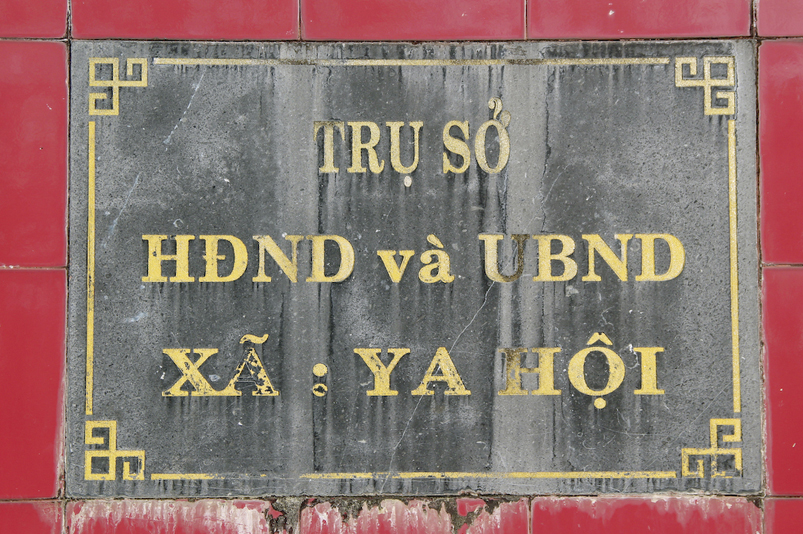 TRỤ SỞ
HĐND và UBND
XÃ : YA HỘI